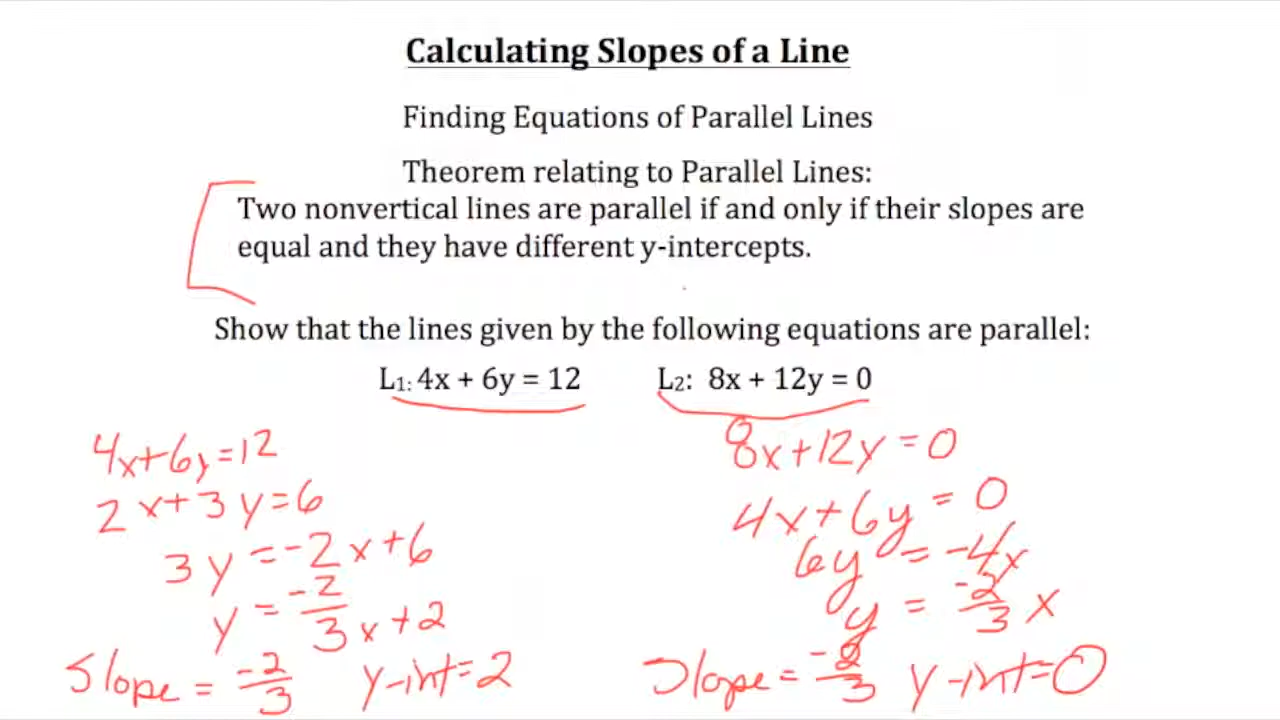 Calculating Slopes of a Line
Finding Equations of Parallel Lines
Theorem relating to Parallel Lines:
Two nonvertical lines are parallel if and only if their slopes are
equal and they have different y-intercepts.
Show that the lines given by the following equations are parallel:
L1: 4x + 6y = 12 L2: 8x + 12y = 0
4x+6y=12
2x+3y=6
3y=-2x+6
y=-2/3x+2
Slope=-2/3 y-int=2
8x+12y=0
4x+6y=0
6y=-4x
y=-2/3x
Slope=-2/3 y-int=0